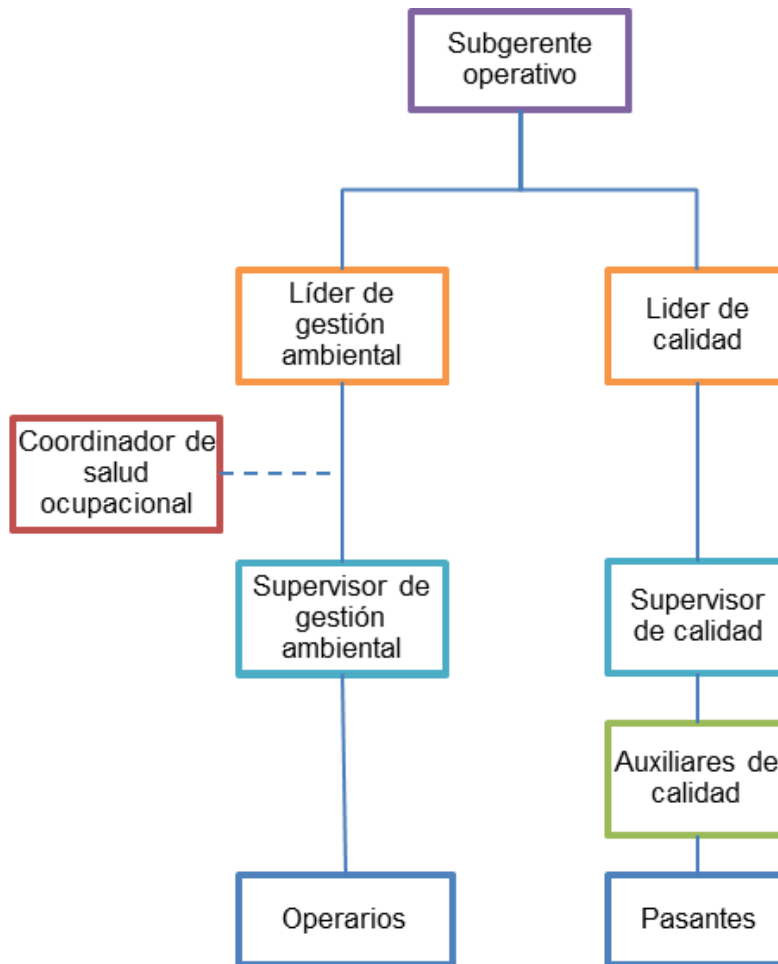 Subgerente
operativo
Líder de
gestión
ambiental
Lider de
calidad
Coordinador de
salud
ocupacional
Supervisor de
gestión
ambiental
Supervisor
de calidad
Auxiliares de
calidad
Operarios
Pasantes